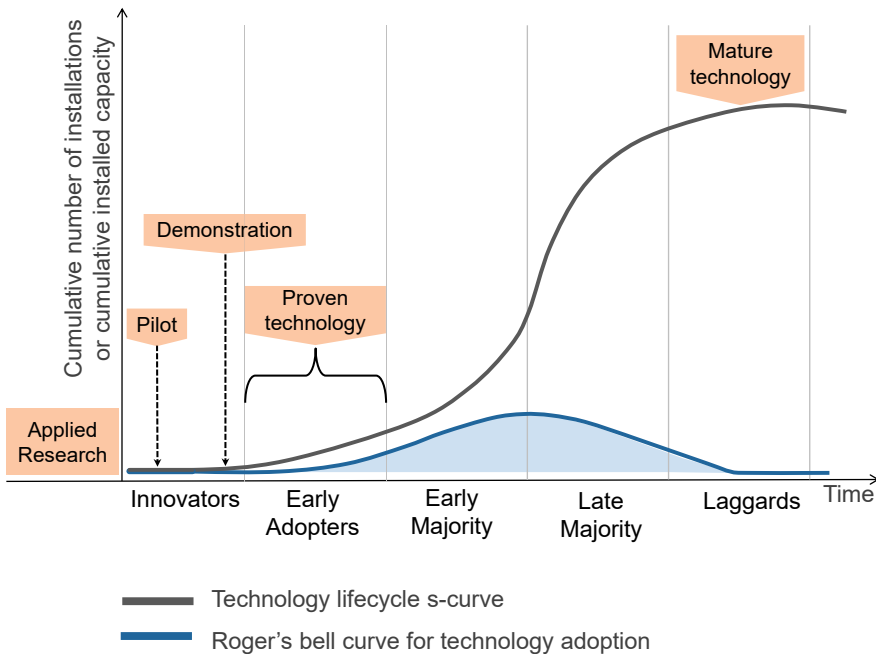 Cumulative number of installations
or cumulative installed capacity
Mature
technology
Demonstration
Proven
technology
Pilot
Applied
Research
Innovators
Early
Adopters
Early
Majority
Late
Majority
Laggards
Time
Technology lifecycle s-curve
Roger’s bell curve for technology adoption